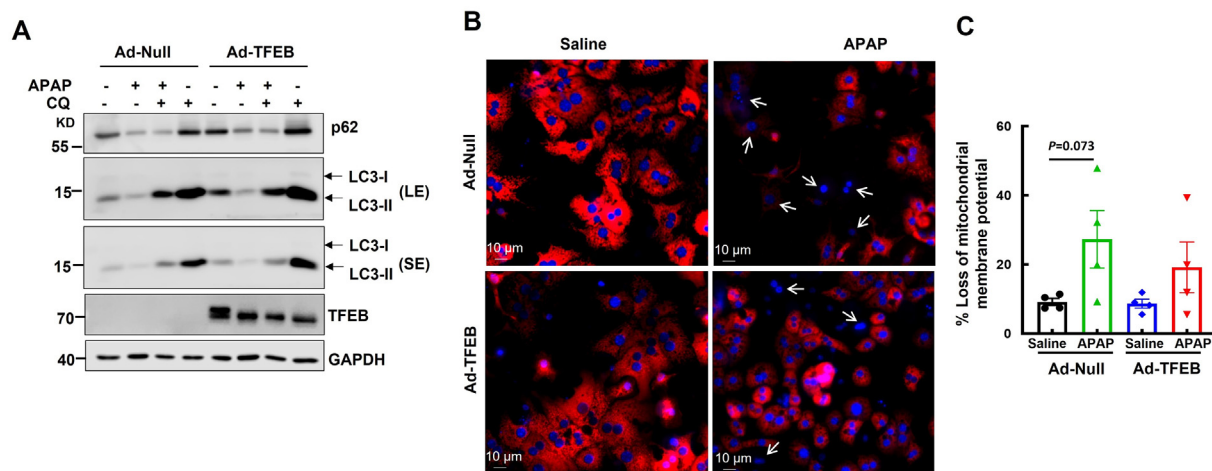 A
Ad-Null Ad-TFEB
APAP - + + - - + + -
CQ - - + + - - + +
KD
55
p62
15
LC3-I
LC3-II
(LE)
15
LC3-I
LC3-II
(SE)
70
TFEB
40
GAPDH
B
Saline APAP
Ad-Null
10 μm
10 μm
Ad-TFEB
10 μm
10 μm
C
% Loss of mitochondrial
membrane potential
60
40
20
0
P=0.073
Saline APAP Saline APAP
Ad-Null Ad-TFEB